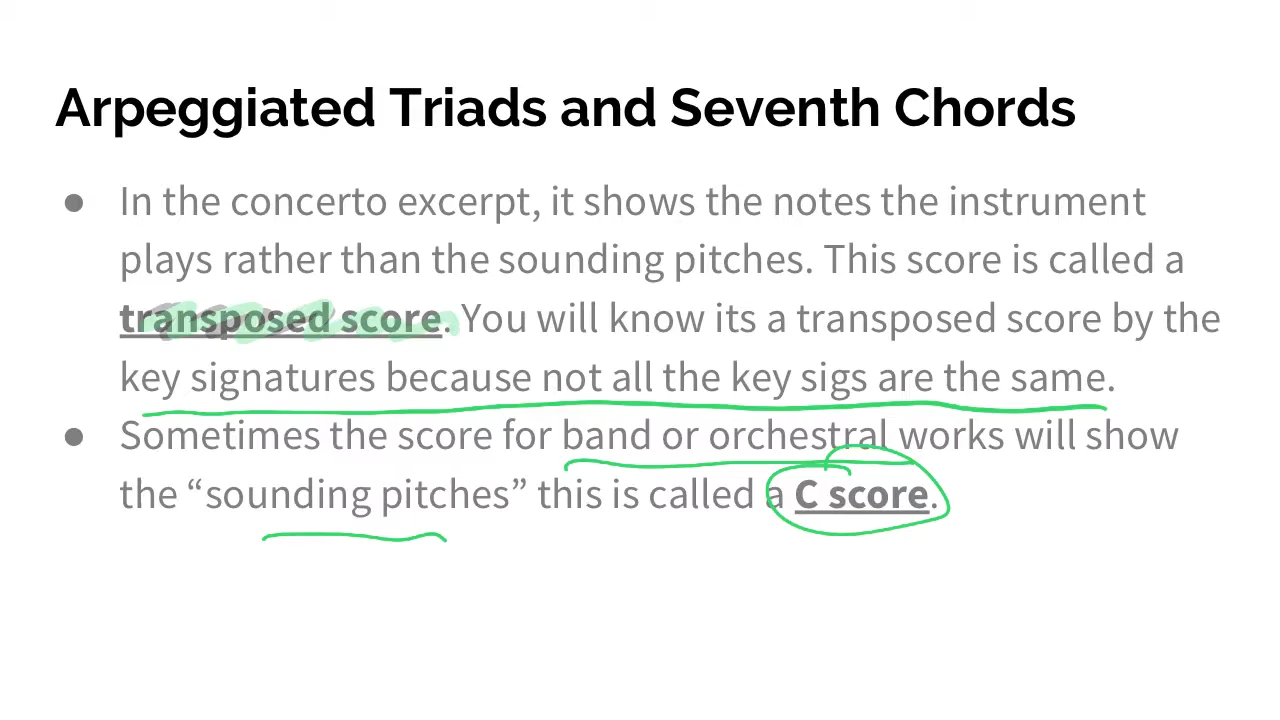 Arpeggiated Triads and Seventh Chords
● In the concerto excerpt, it shows the notes the instrument
plays rather than the sounding pitches. This score is called a
transposed score. You will know its a transposed score by the
key signatures because not all the key sigs are the same.
● Sometimes the score for band or orchestral works will show
the “sounding pitches” this is called a C score.